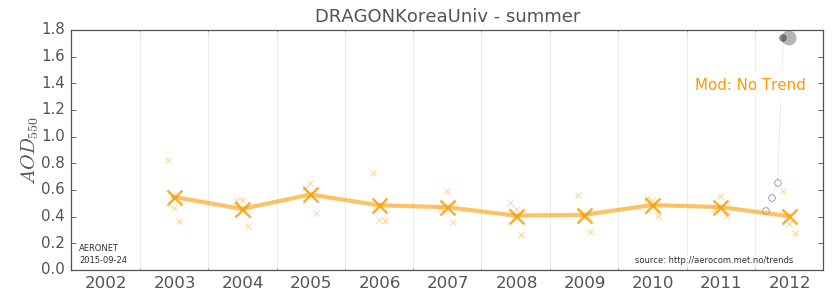 DRAGONKoreaUniv - summer
1.8
1.6
1.4
1.2
1.0
0.8
0.6
0.4
0.2
0.0
AOD550
Mod: No Trend
AERONET
2015-09-24
source: http://aerocom.met.no/trends
2002 2003 2004 2005 2006 2007 2008 2009 2010 2011 2012